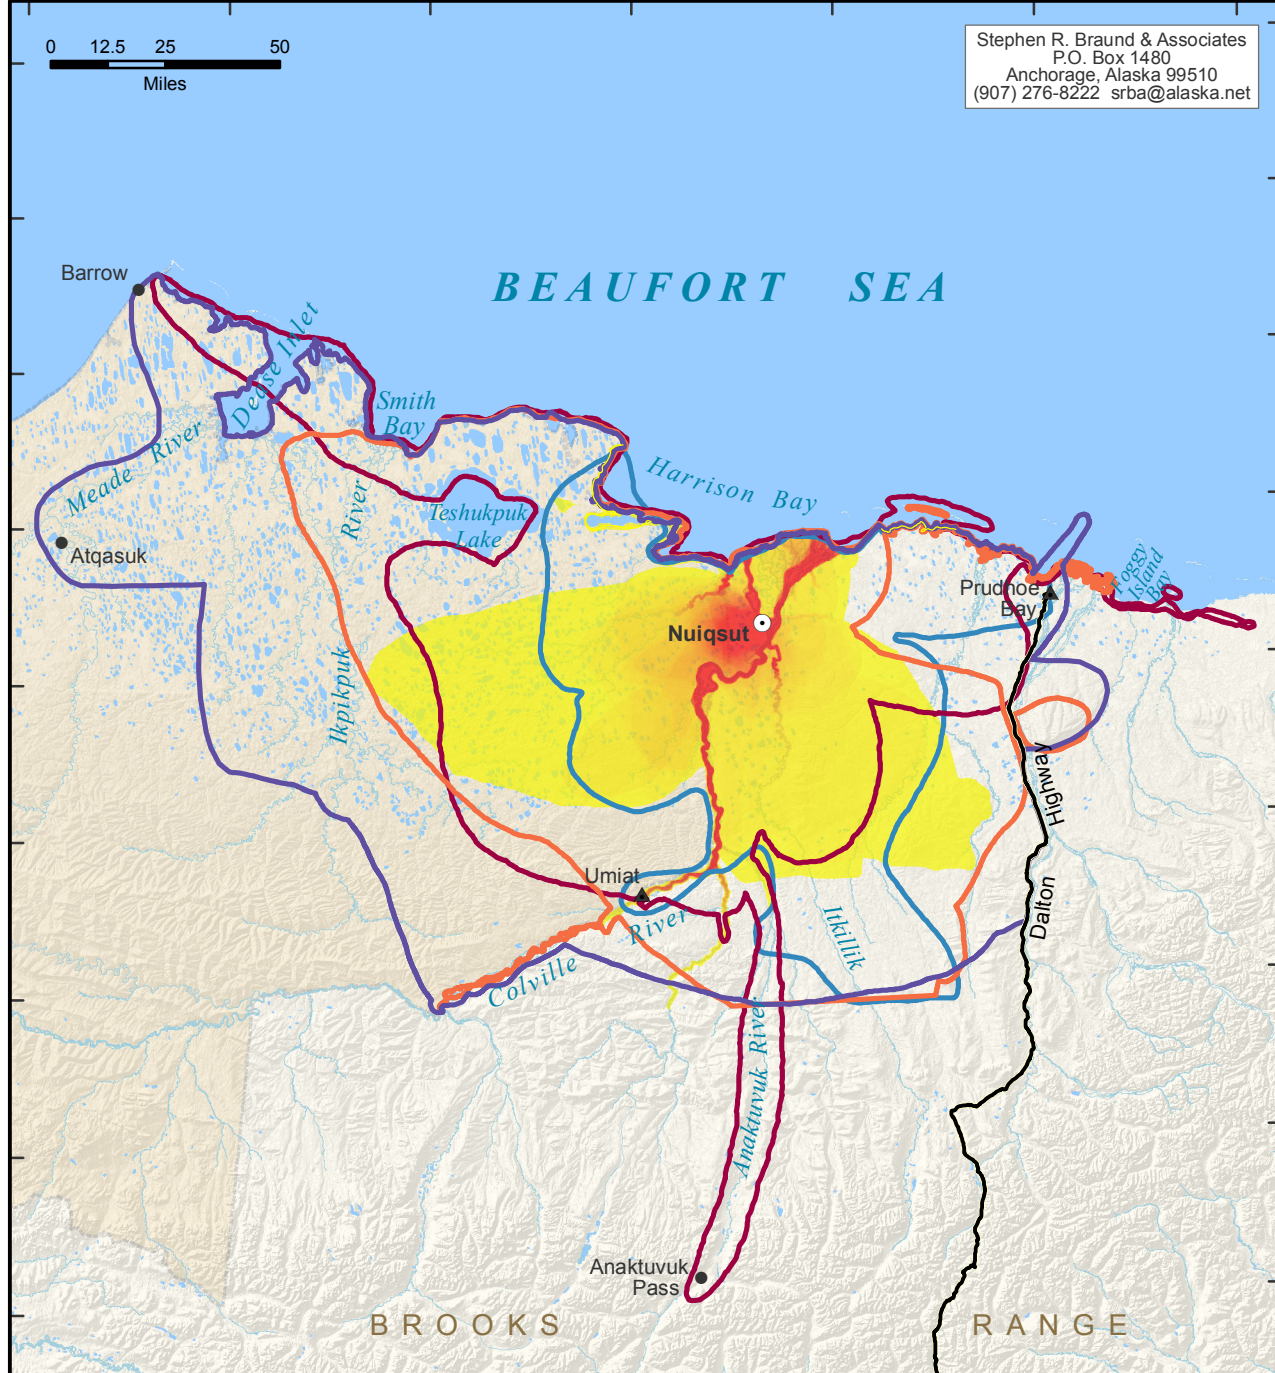 0 12.5 25 50
Miles
Stephen R. Braund & Associates
P.O. Box 1480
Anchorage, Alaska 99510
(907) 276-8222 srba@alaska.net
Barrow
BEAUFORT SEA
Dease Inlet
Smith
Bay
Meade River
Harrison Bay
River
Teshukpuk
Lake
Atqasuk
Foggy
Island
Bay
Prudhoe
Bay
Nuiqsut
Ikpikpuk
Highway
Umiat
Dalton
River
Itkillik
Colville
Anaktuvuk River
Anaktuvuk
Pass
BROOKS RANGE